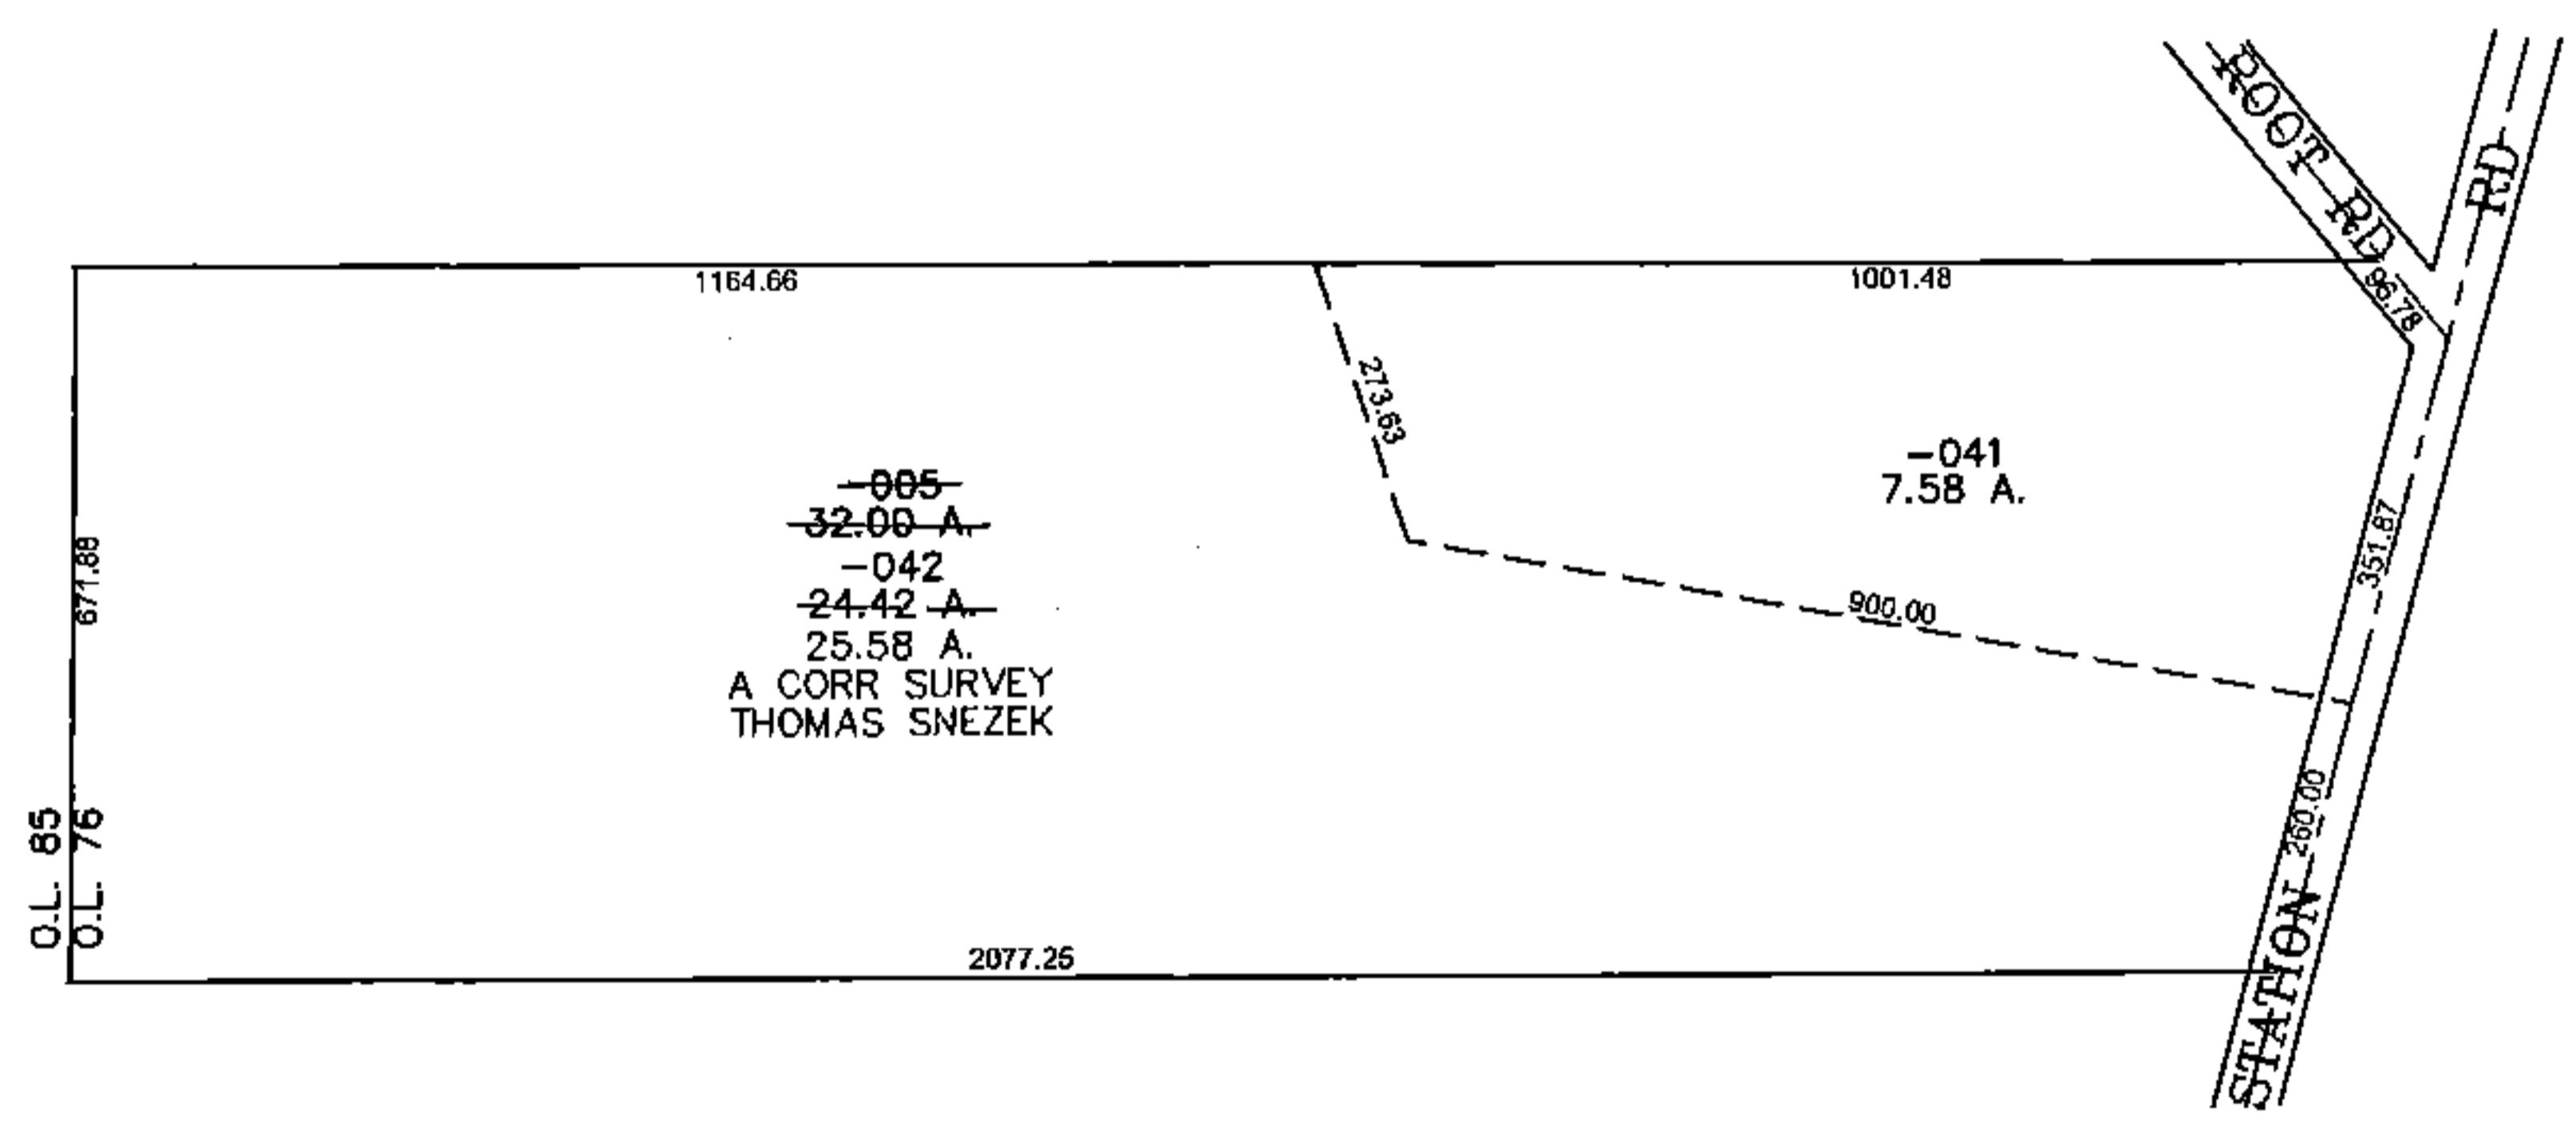 ROOT RD
RD
1164.66
1001.48
96.78
273.63
-041
7.58 A.
-005
32.00 A.
-042
24.42 A.
25.58 A.
A CORR SURVEY
THOMAS SNEZEK
671.88
351.87
900.00
260.00
O.L. 85
O.L. 76
2077.25
STATION